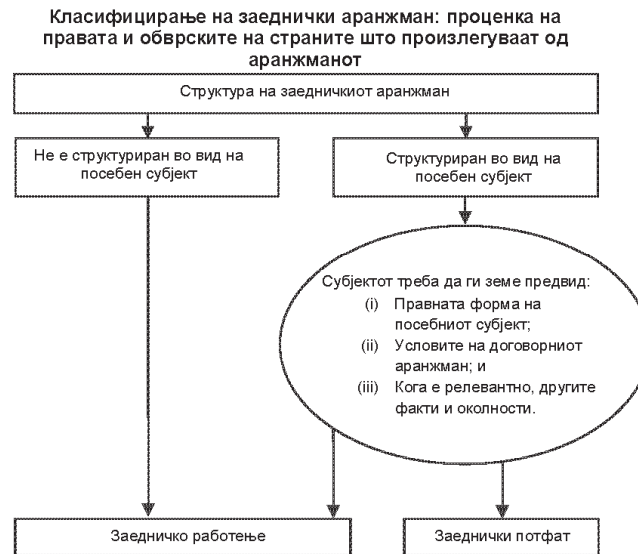 Класифицирање на заеднички аранжман: проценка на
правата и обврските на страните што произлегуваат од
аранжманот
Структура на заедничкиот аранжман
Не е структуриран во вид на
посебен субјект
Структуриран во вид на
посебен субјект
Субјектот треба да ги земе предвид:
(i) Правната форма на
посебниот субјект;
(ii) Условите на договорниот
аранжман; и
(iii) Кога е релевантно, другите
факти и околности.
Заедничко работење
Заеднички потфат